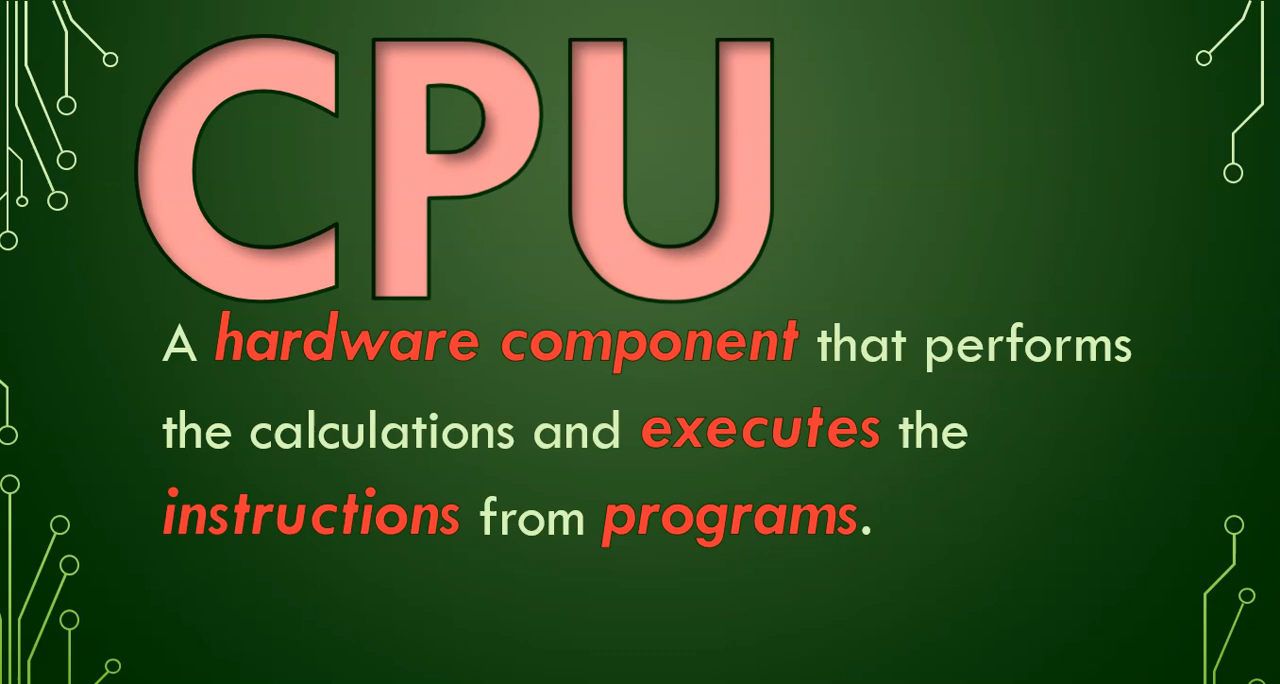 CPU
A hardware component that performs
the calculations and executes the
instructions from programs.